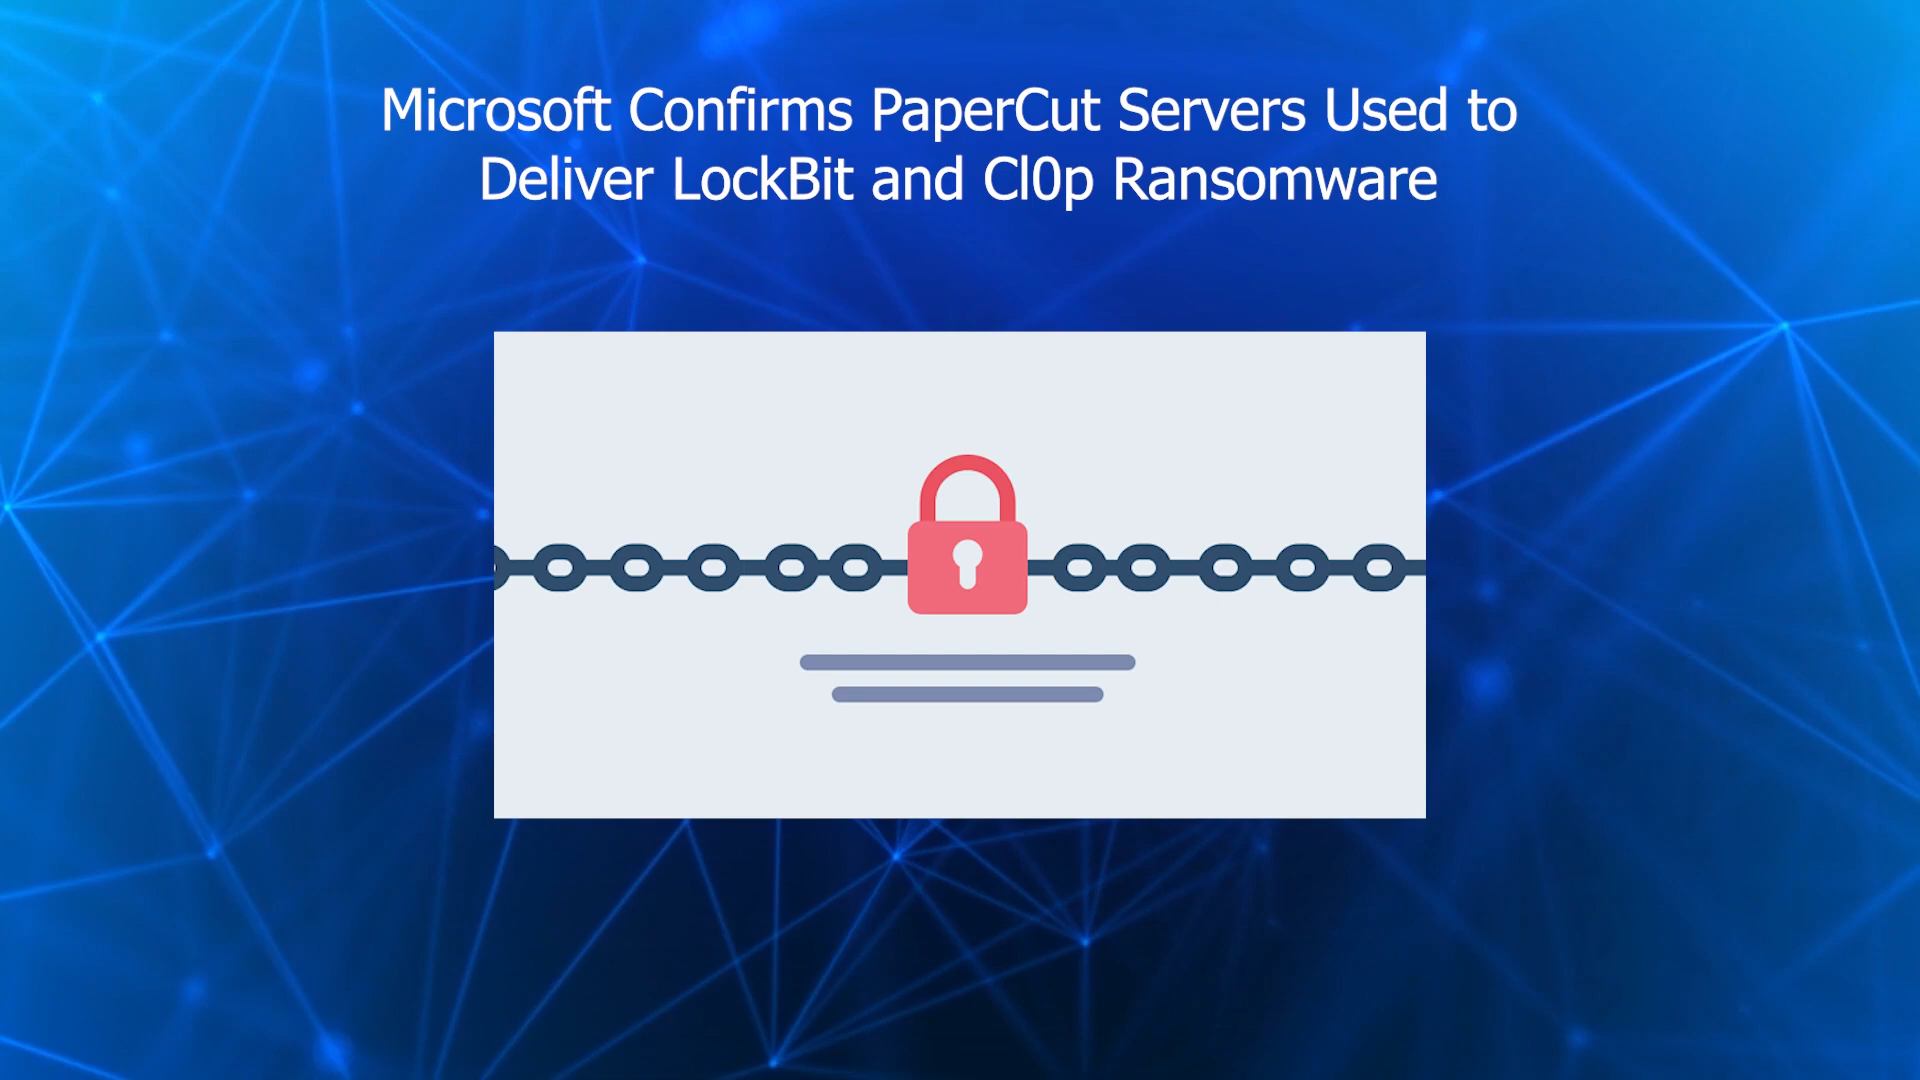 Microsoft Confirms PaperCut Servers Used to
Deliver LockBit and Cl0p Ransomware